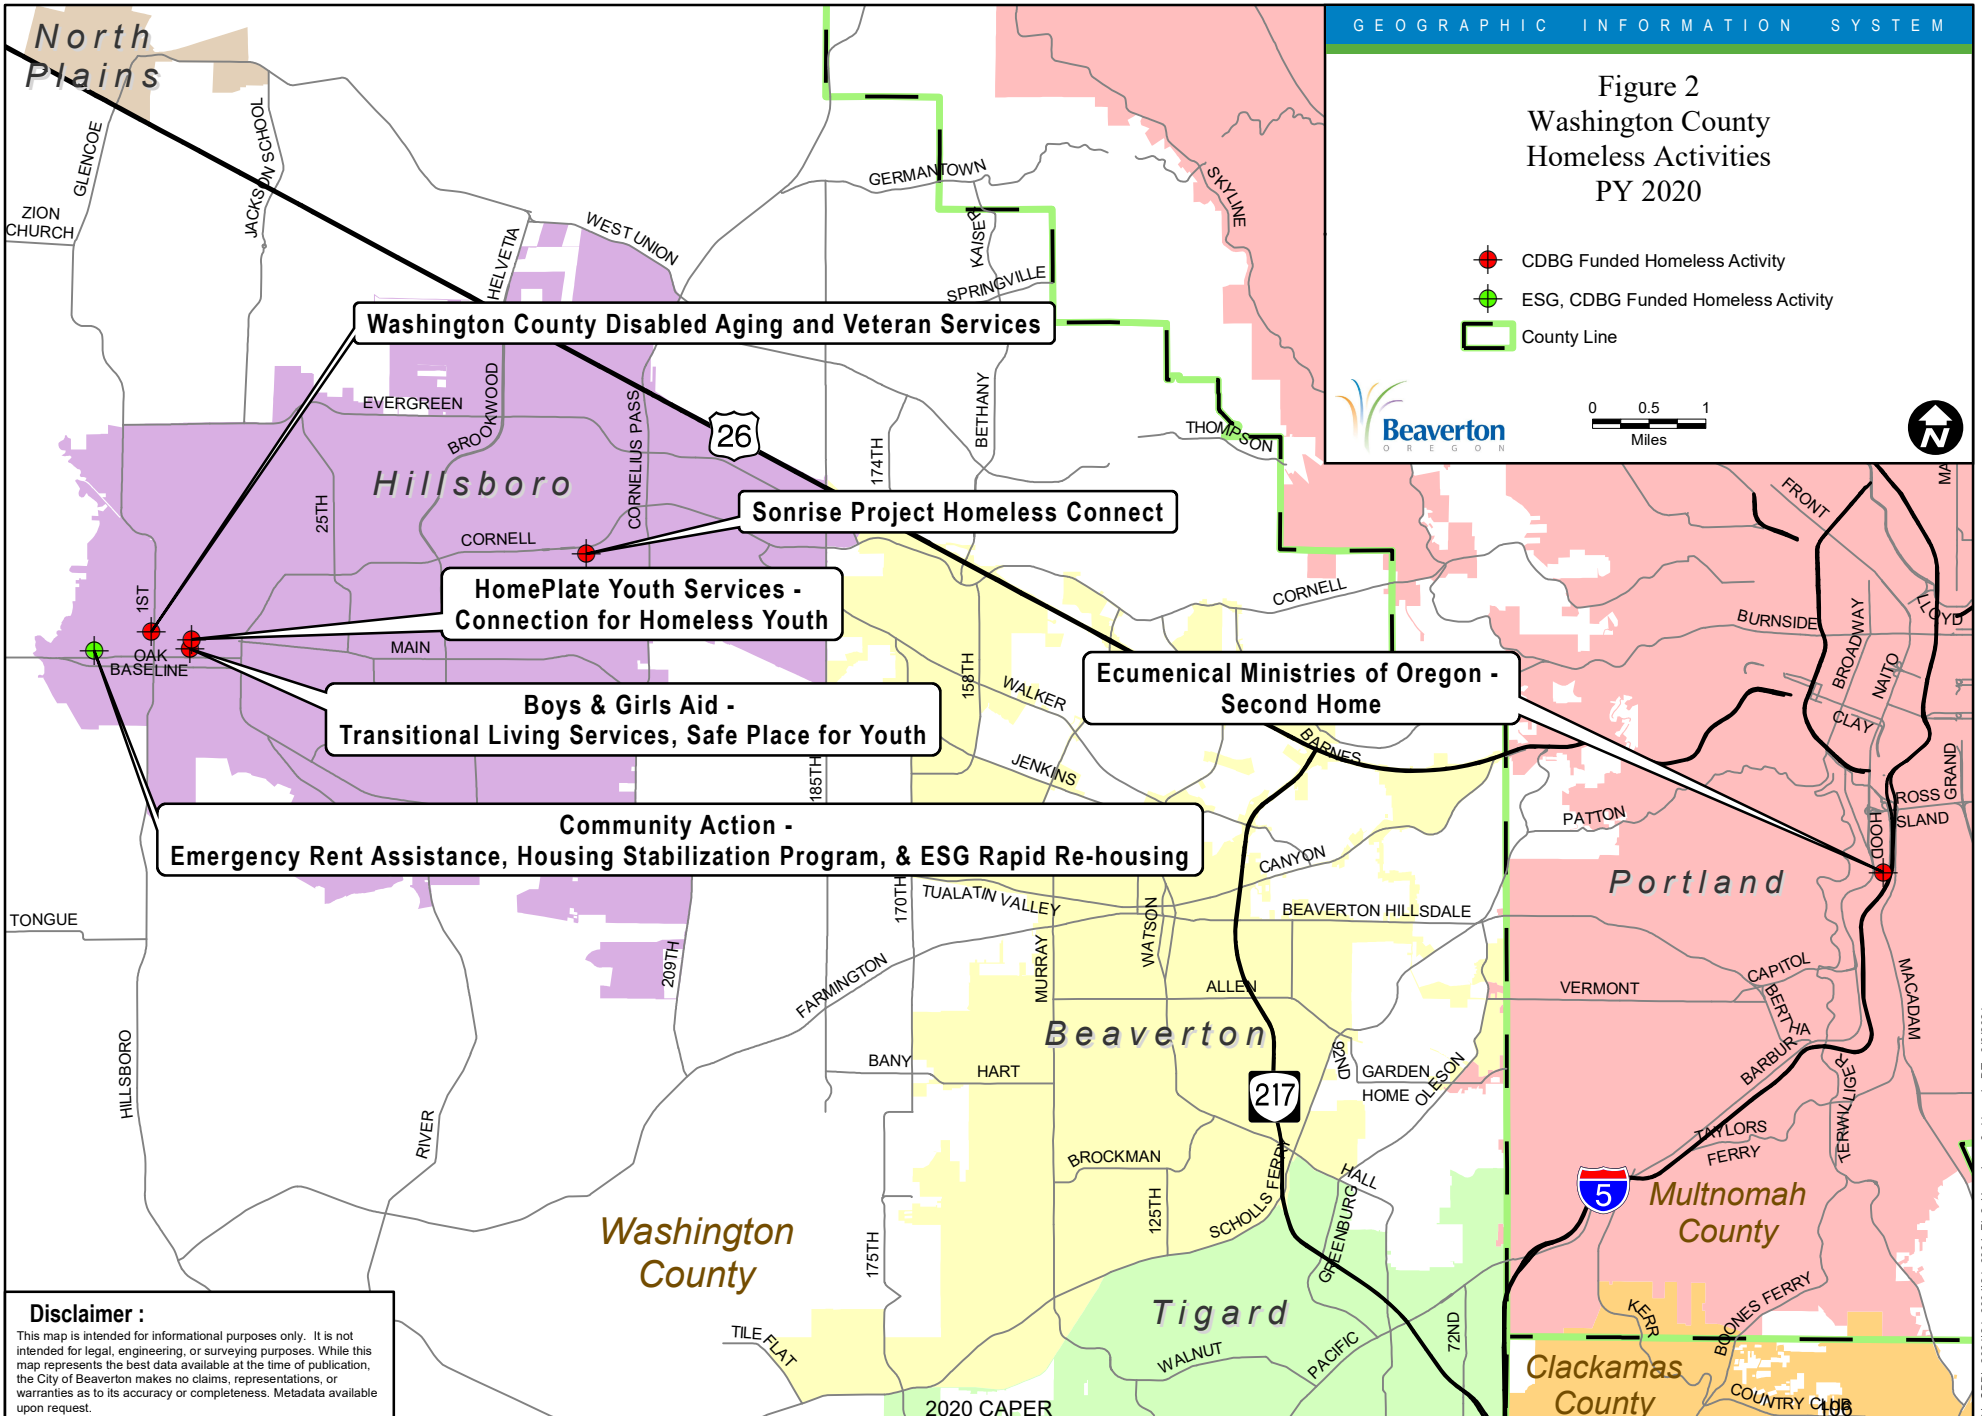 GEOGRAPHIC INFORMATION SYSTEM
Figure 2
Washington County
Homeless Activities
PY 2020
CDBG Funded Homeless Activity
ESG, CDBG Funded Homeless Activity
County Line
0 0.5 1
Miles
Beaverton
OREGON
N
North
Plains
GLENCOE
JACKSON SCHOOL
ZION
CHURCH
HELVETIA
WEST UNION
GERMANTOWN
KAISER
SPRINGVILLE
SKYLINE
Washington County Disabled Aging and Veteran Services
EVERGREEN
BROOKWOOD
CORNELIUS PASS
26
174TH
BETHANY
THOMPSON
Hillsboro
25TH
CORNELL
Sonrise Project Homeless Connect
FRONT
MA
HomePlate Youth Services -
Connection for Homeless Youth
1ST
OAK
BASELINE
MAIN
CORNELL
BURNSIDE
LLOYD
BROADWAY
NAITO
CLAY
158TH
WALKER
Ecumenical Ministries of Oregon -
Second Home
Boys & Girls Aid -
Transitional Living Services, Safe Place for Youth
BARNES
JENKINS
185TH
GRAND
ROSS
ISLAND
HOOD
PATTON
Community Action -
Emergency Rent Assistance, Housing Stabilization Program, & ESG Rapid Re-housing
CANYON
Portland
170TH
TUALATIN VALLEY
BEAVERTON HILLSDALE
WATSON
TONGUE
209TH
FARMINGTON
MURRAY
ALLEN
VERMONT
CAPITOL
BERTHA
MACADAM
Beaverton
BARBUR
TERWILLIGER
HILLSBORO
BANY
HART
217
92ND
GARDEN
HOME
OLESON
RIVER
BROCKMAN
125TH
SCHOLLS FERRY
HALL
GREENBURG
TAYLORS
FERRY
5
Multnomah
County
Washington
County
175TH
Tigard
72ND
TILE FLAT
WALNUT
PACIFIC
KERR
BOONES FERRY
Clackamas
County
COUNTRY CLUB
Disclaimer :
This map is intended for informational purposes only. It is not
intended for legal, engineering, or surveying purposes. While this
map represents the best data available at the time of publication,
the City of Beaverton makes no claims, representations, or
warranties as to its accuracy or completeness. Metadata available
upon request.
2020 CAPER
106